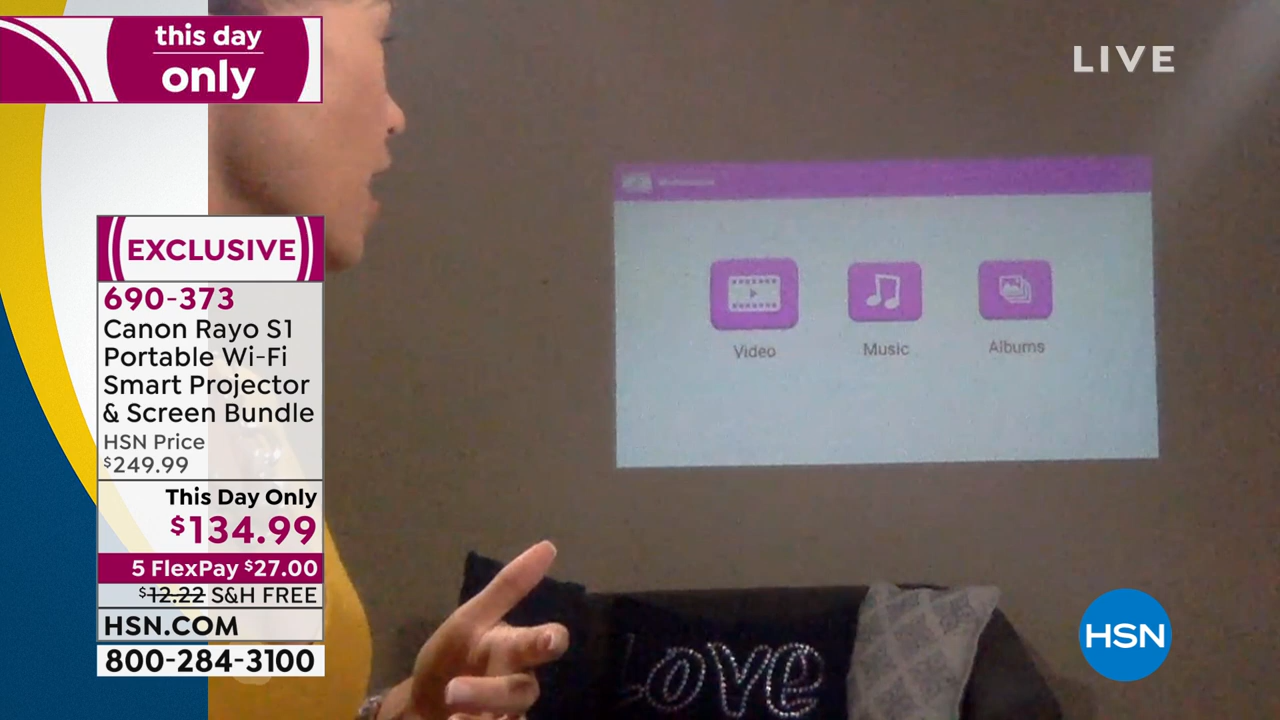 this day
only
LIVE
EXCLUSIVE
690-373
Canon Rayo S1
Portable Wi-Fi
Smart Projector
& Screen Bundle
HSN Price
$249.99
This Day Only
$134.99
5 FlexPay $27.00
$12.22 S&H FREE
HSN.COM
800-284-3100
Video
Music
Albums
Love
HSN